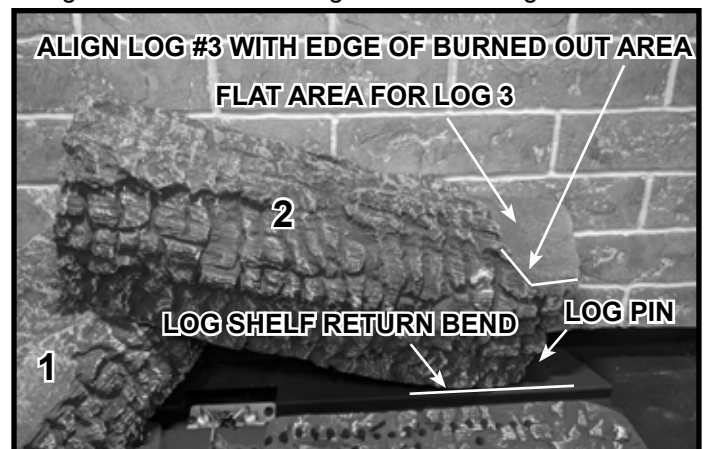 ALIGN LOG #3 WITH EDGE OF BURNED OUT AREA
FLAT AREA FOR LOG 3
2
LOG SHELF RETURN BEND
LOG PIN
1